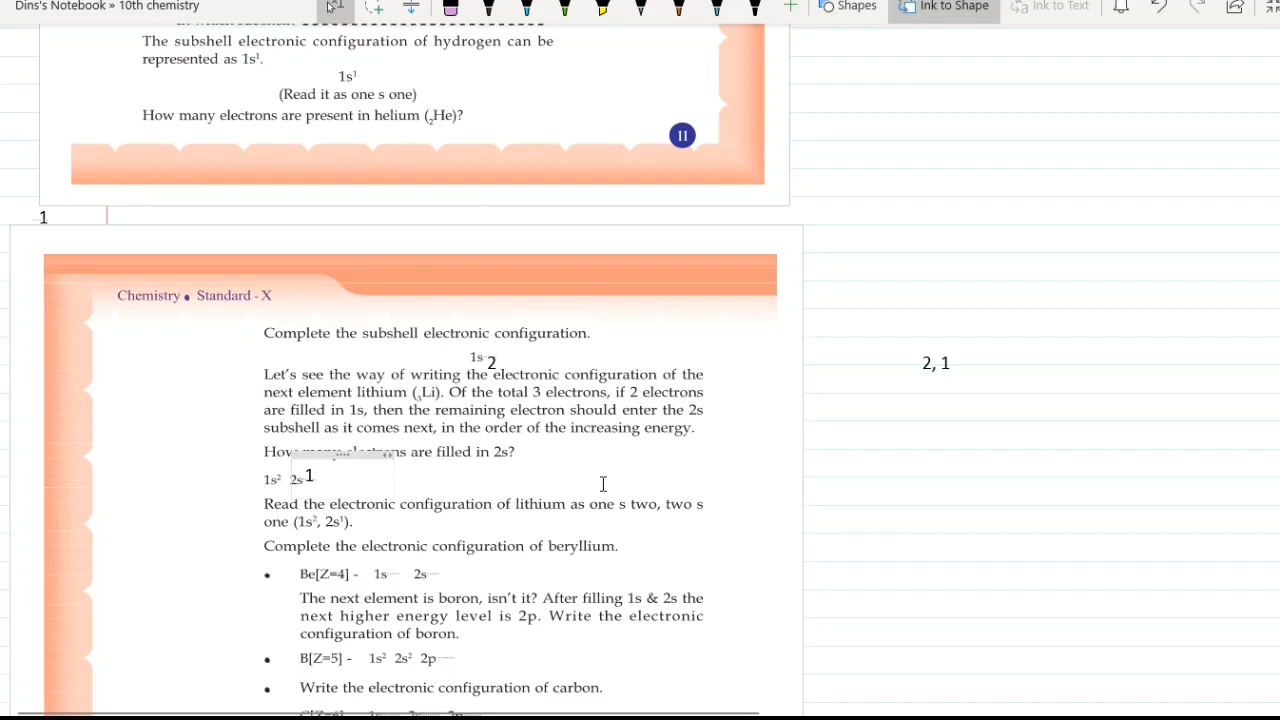 Dins's Notebook » 10th chemistry
Shapes
Ink to Shape
Ink to Text
The subshell electronic configuration of hydrogen can be
represented as 1s¹.
1s¹
(Read it as one s one)
How many electrons are present in helium (₂He)?
11
1
Chemistry • Standard - X
Complete the subshell electronic configuration.
1s 2
Let's see the way of writing the electronic configuration of the
next element lithium (₃Li). Of the total 3 electrons, if 2 electrons
are filled in 1s, then the remaining electron should enter the 2s
subshell as it comes next, in the order of the increasing energy.
2, 1
How many electrons are filled in 2s?
1s² 2s 1
Read the electronic configuration of lithium as one s two, two s
one (1s², 2s¹).
Complete the electronic configuration of beryllium.
• Be[Z=4] - 1s····· 2s·····
The next element is boron, isn't it? After filling 1s & 2s the
next higher energy level is 2p. Write the electronic
configuration of boron.
• B[Z=5] - 1s² 2s² 2p·······
• Write the electronic configuration of carbon.
C[Z=6] 1s 2s 2p